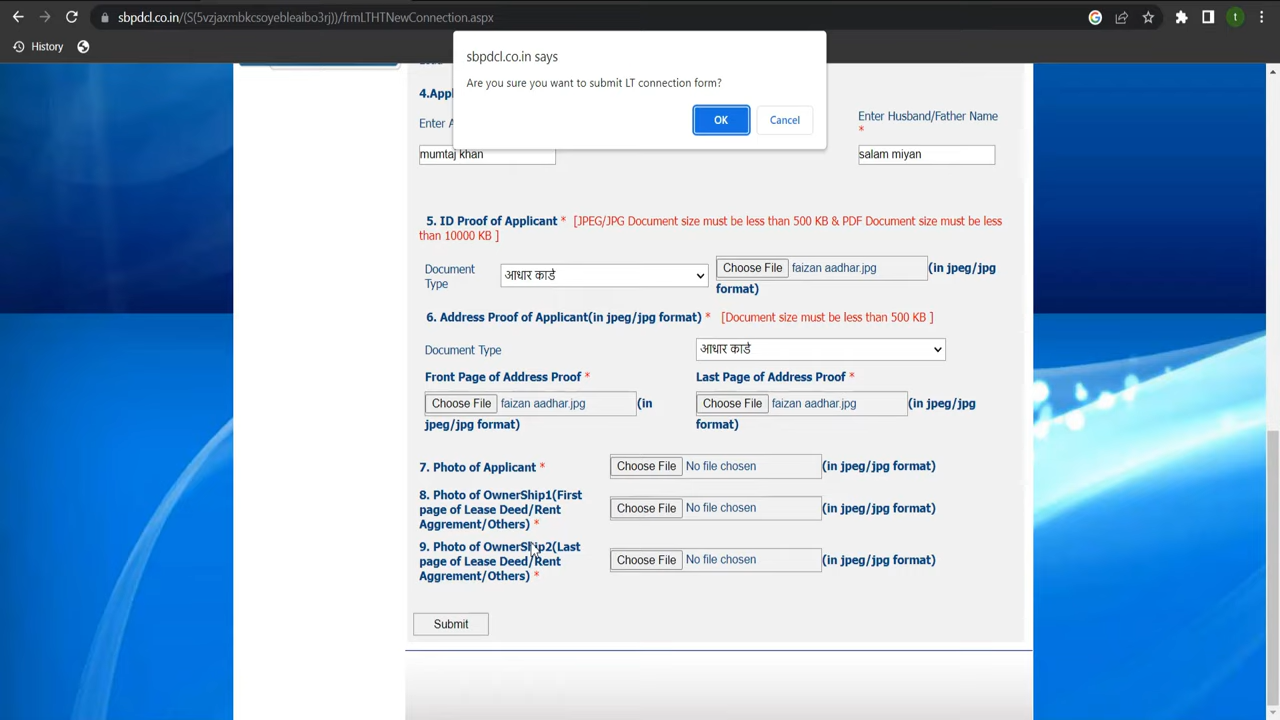 sbpdcl.co.in/(S(5vzjaxmbkcsoyebleaibo3rj))/frmLTHTNewConnection.aspx
t
History
sbpdcl.co.in says
Are you sure you want to submit LT connection form?
OK
Cancel
4.Appl
Enter A
Enter Husband/Father Name
*
mumtaj khan
salam miyan
5. ID Proof of Applicant * [JPEG/JPG Document size must be less than 500 KB & PDF Document size must be less
than 10000 KB ]
Document
Type
आधार कार्ड
Choose File faizan aadhar.jpg (in jpeg/jpg
format)
6. Address Proof of Applicant(in jpeg/jpg format) * [Document size must be less than 500 KB ]
Document Type
आधार कार्ड
Front Page of Address Proof *
Last Page of Address Proof *
Choose File faizan aadhar.jpg (in
jpeg/jpg format)
Choose File faizan aadhar.jpg (in jpeg/jpg
format)
7. Photo of Applicant *
Choose File No file chosen (in jpeg/jpg format)
8. Photo of OwnerShip1(First
page of Lease Deed/Rent
Aggrement/Others) *
Choose File No file chosen (in jpeg/jpg format)
9. Photo of OwnerShip2(Last
page of Lease Deed/Rent
Aggrement/Others) *
Choose File No file chosen (in jpeg/jpg format)
Submit